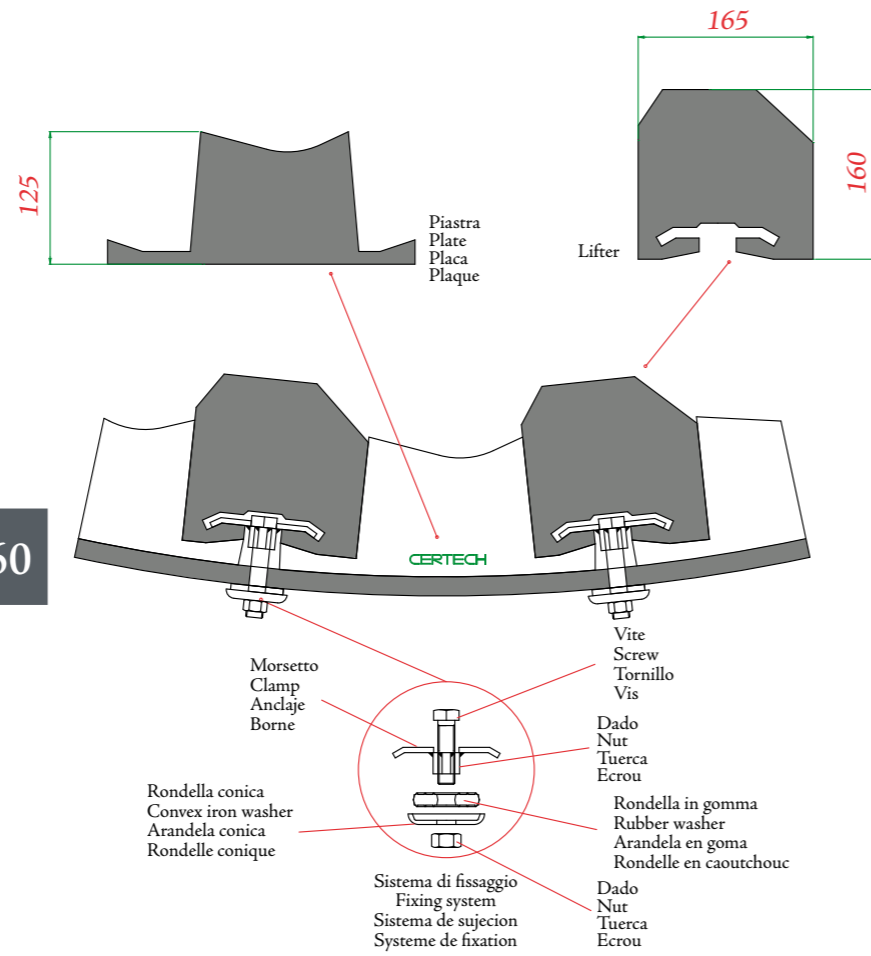 165
125
160
Piastra
Plate
Placa
Plaque
Lifter
CERTECH
60
Vite
Screw
Tornillo
Vis
Morsetto
Clamp
Anclaje
Borne
Dado
Nut
Tuerca
Ecrou
Rondella conica
Convex iron washer
Arandela conica
Rondelle conique
Rondella in gomma
Rubber washer
Arandela en goma
Rondelle en caoutchouc
Sistema di fissaggio
Fixing system
Sistema de sujecion
Systeme de fixation
Dado
Nut
Tuerca
Ecrou